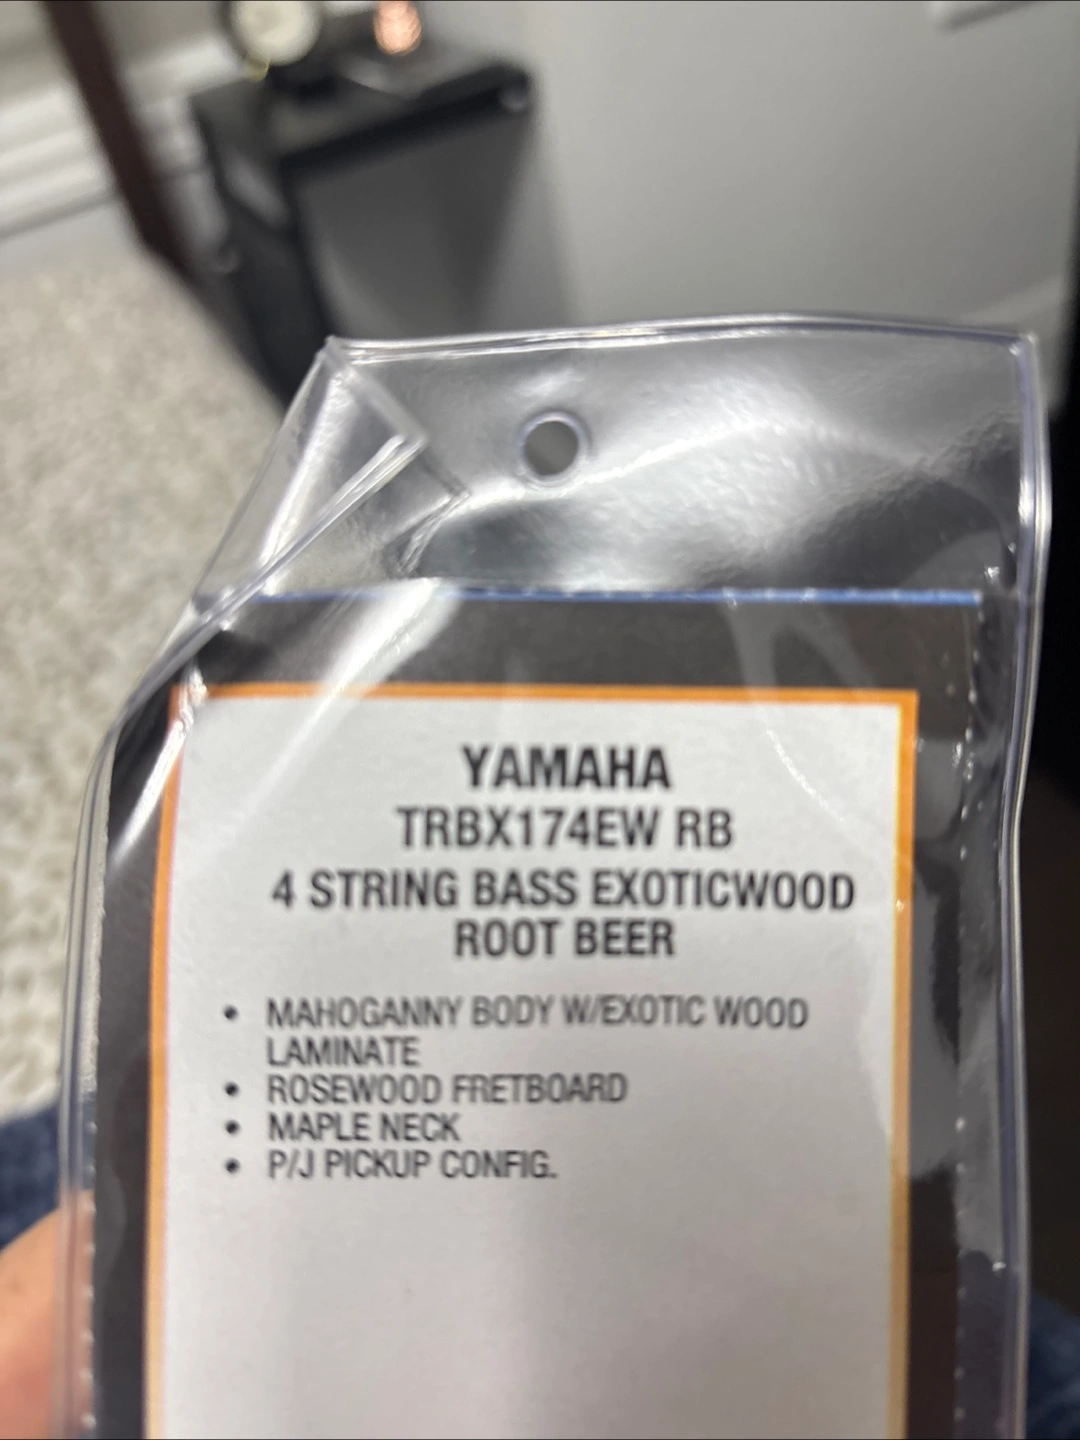 YAMAHA
TRBX174EW RB
4 STRING BASS EXOTICWOOD
ROOT BEER
• MAHOGANNY BODY W/EXOTIC WOOD
LAMINATE
• ROSEWOOD FRETBOARD
• MAPLE NECK
• P/J PICKUP CONFIG.